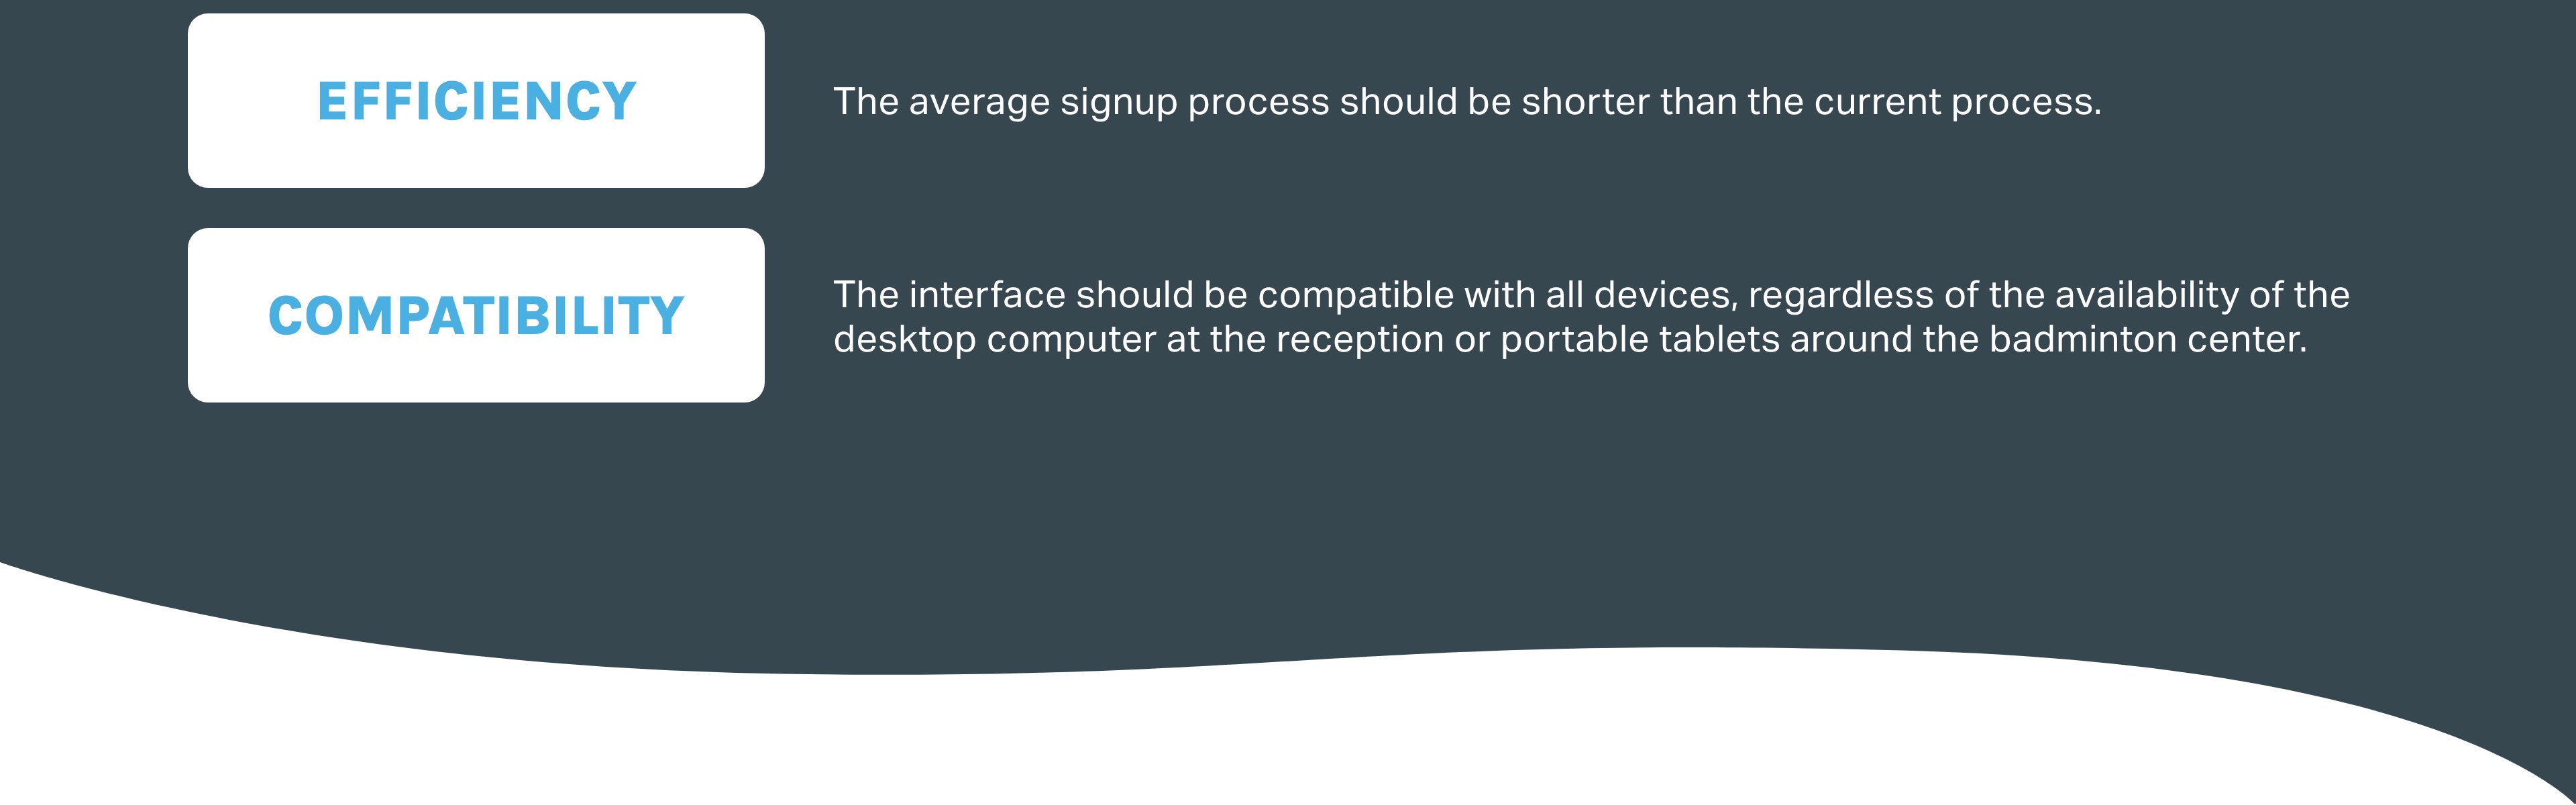 EFFICIENCY
The average signup process should be shorter than the current process.
COMPATIBILITY
The interface should be compatible with all devices, regardless of the availability of the
desktop computer at the reception or portable tablets around the badminton center.